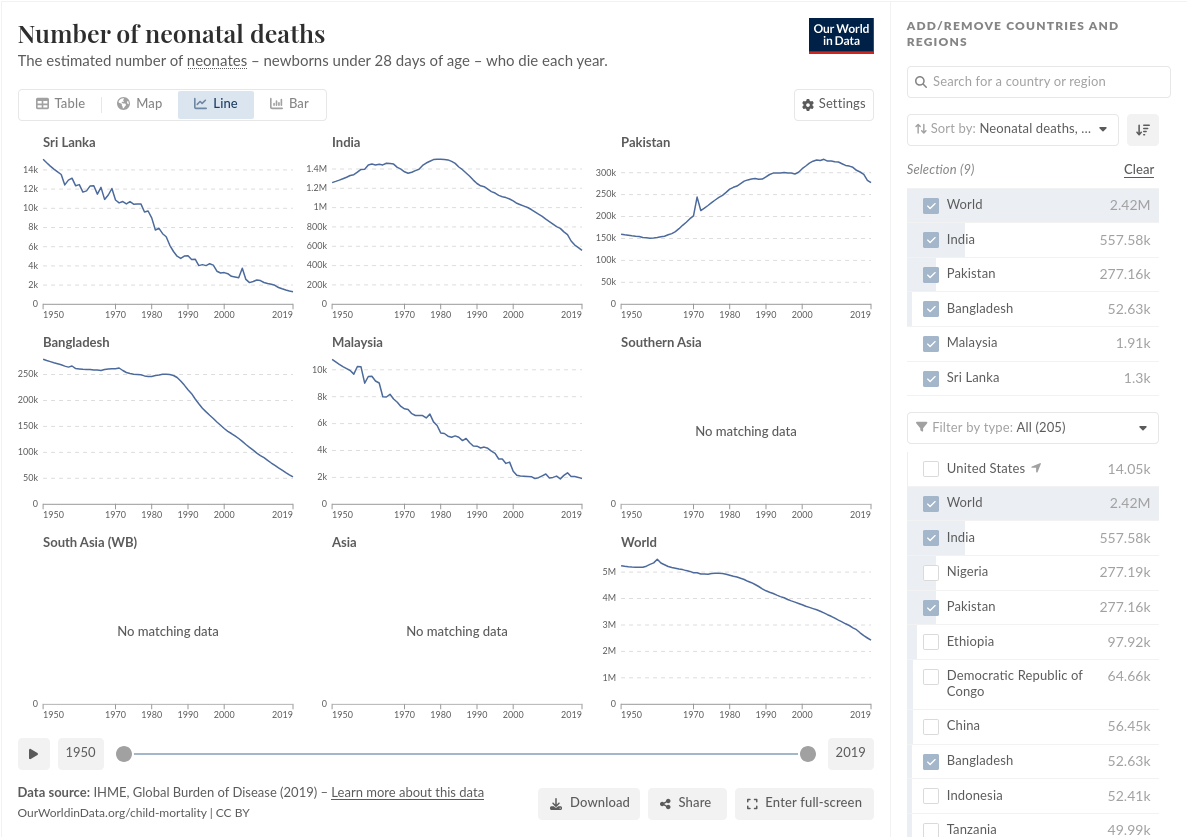 Number of neonatal deaths
The estimated number of neonates – newborns under 28 days of age – who die each year.
Our World
in Data
Table
Map
Line
Bar
Settings
Sri Lanka
14k
12k
10k
8k
6k
4k
2k
0
1950
1970
1980
1990
2000
2019
India
1.4M
1.2M
1M
800k
600k
400k
200k
0
1950
1970
1980
1990
2000
2019
Pakistan
300k
250k
200k
150k
100k
50k
0
1950
1970
1980
1990
2000
2019
Bangladesh
250k
200k
150k
100k
50k
0
1950
1970
1980
1990
2000
2019
Malaysia
10k
8k
6k
4k
2k
0
1950
1970
1980
1990
2000
2019
Southern Asia
No matching data
0
1950
1970
1980
1990
2000
2019
South Asia (WB)
No matching data
0
1950
1970
1980
1990
2000
2019
Asia
No matching data
0
1950
1970
1980
1990
2000
2019
World
5M
4M
3M
2M
1M
0
1950
1970
1980
1990
2000
2019
1950
2019
Data source: IHME, Global Burden of Disease (2019) – Learn more about this data
OurWorldinData.org/child-mortality | CC BY
Download
Share
Enter full-screen
ADD/REMOVE COUNTRIES AND
REGIONS
Search for a country or region
Sort by: Neonatal deaths, ...
Selection (9)
Clear
World 2.42M
India 557.58k
Pakistan 277.16k
Bangladesh 52.63k
Malaysia 1.91k
Sri Lanka 1.3k
Filter by type: All (205)
United States 14.05k
World 2.42M
India 557.58k
Nigeria 277.19k
Pakistan 277.16k
Ethiopia 97.92k
Democratic Republic of 64.66k
Congo
China 56.45k
Bangladesh 52.63k
Indonesia 52.41k
Tanzania 49.99k